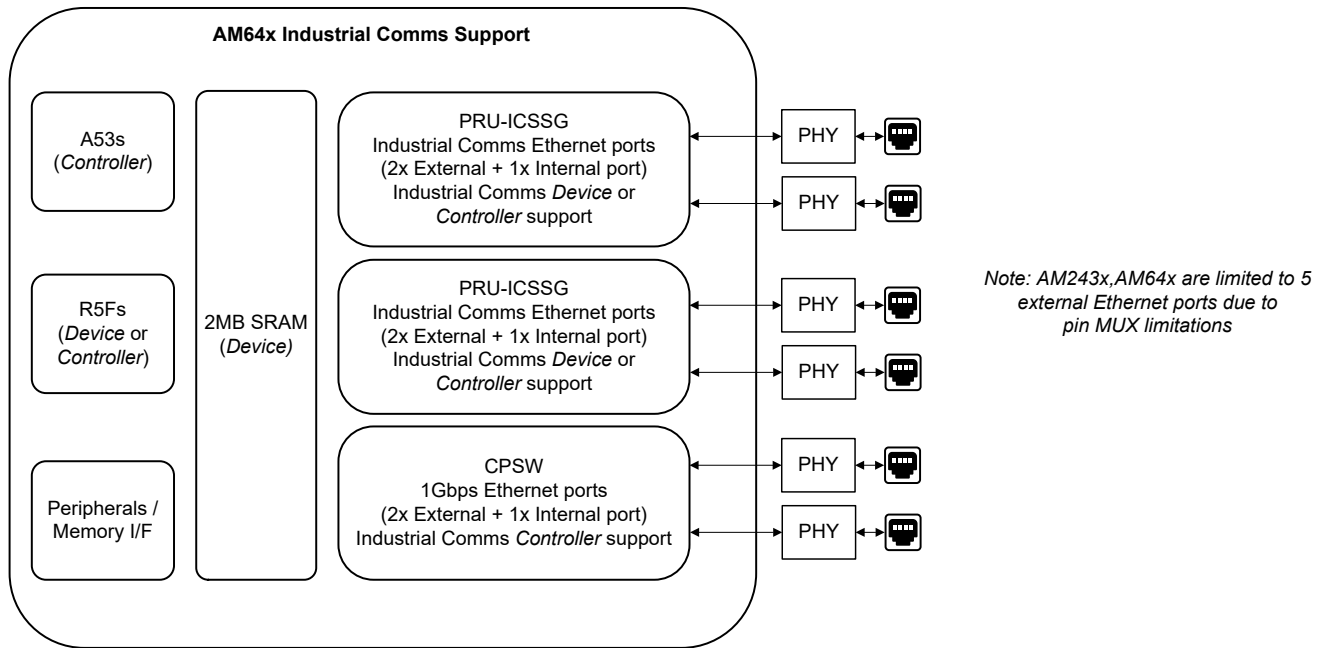 AM64x Industrial Comms Support
A53s
(Controller)
R5Fs
(Device or
Controller)
Peripherals /
Memory I/F
2MB SRAM
(Device)
PRU-ICSSG
Industrial Comms Ethernet ports
(2x External + 1x Internal port)
Industrial Comms Device or
Controller support
PRU-ICSSG
Industrial Comms Ethernet ports
(2x External + 1x Internal port)
Industrial Comms Device or
Controller support
CPSW
1Gbps Ethernet ports
(2x External + 1x Internal port)
Industrial Comms Controller support
PHY
PHY
PHY
PHY
PHY
PHY
Note: AM243x,AM64x are limited to 5
external Ethernet ports due to
pin MUX limitations